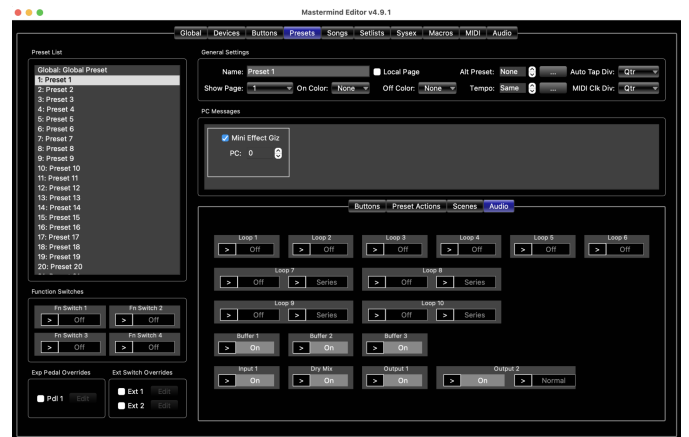 Mastermind Editor v4.9.1
Global Devices Buttons Presets Songs Setlists Sysex Macros MIDI Audio
Preset List
Global: Global Preset
1: Preset 1
2: Preset 2
3: Preset 3
4: Preset 4
5: Preset 5
6: Preset 6
7: Preset 7
8: Preset 8
9: Preset 9
10: Preset 10
11: Preset 11
12: Preset 12
13: Preset 13
14: Preset 14
15: Preset 15
16: Preset 16
17: Preset 17
18: Preset 18
19: Preset 19
20: Preset 20
Function Switches
Fn Switch 1 Fn Switch 2
> Off > Off
Fn Switch 3 Fn Switch 4
> Off > Off
Exp Pedal Overrides Ext Switch Overrides
Pdl 1 Edit
Ext 1 Edit
Ext 2 Edit
General Settings
Name: Preset 1 Local Page Alt Preset: None ... Auto Tap Div: Qtr
Show Page: 1 On Color: None Off Color: None Tempo: Same ... MIDI Clk Div: Qtr
PC Messages
Mini Effect Giz
PC: 0
Buttons Preset Actions Scenes Audio
Loop 1 Loop 2 Loop 3 Loop 4 Loop 5 Loop 6
> Off > Off > Off > Off > Off > Off
Loop 7 Loop 8
> Off > Series > Off > Series
Loop 9 Loop 10
> Off > Series > Off > Series
Buffer 1 Buffer 2 Buffer 3
> On > On > On
Input 1 Dry Mix Output 1 Output 2
> On > On > On > On > Normal